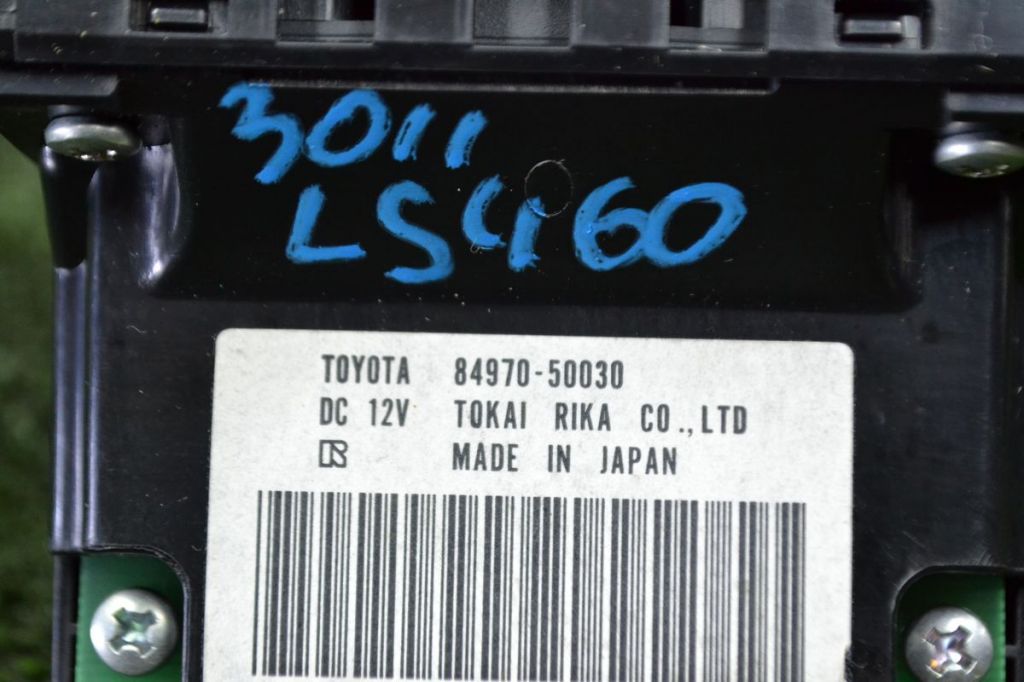 3011
LS460
TOYOTA 84970-50030
DC 12V TOKAI RIKA CO.,LTD
MADE IN JAPAN